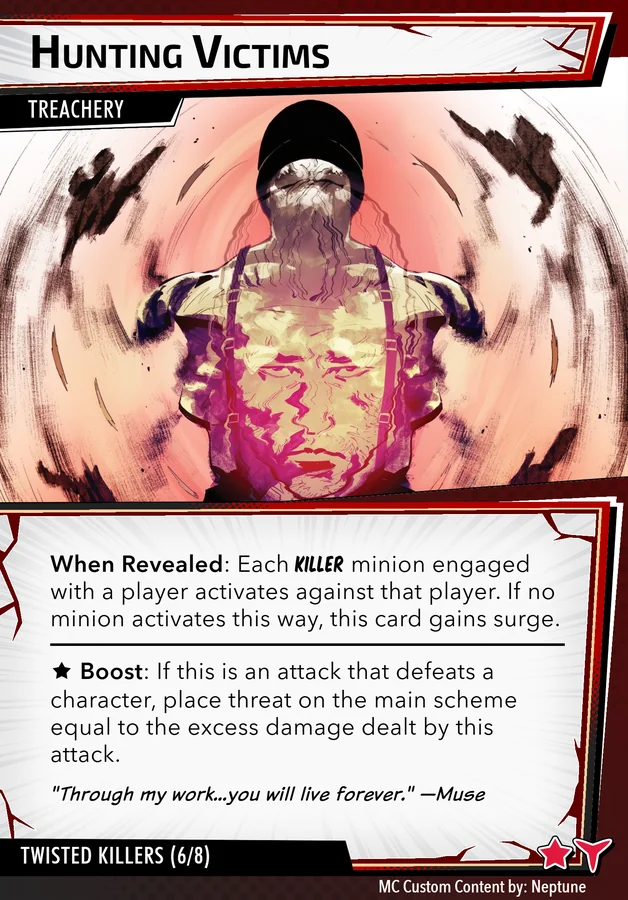 HUNTING VICTIMS
TREACHERY
When Revealed: Each KILLER minion engaged
with a player activates against that player. If no
minion activates this way, this card gains surge.
★ Boost: If this is an attack that defeats a
character, place threat on the main scheme
equal to the excess damage dealt by this
attack.
"Through my work...you will live forever." —Muse
TWISTED KILLERS (6/8)
MC Custom Content by: Neptune